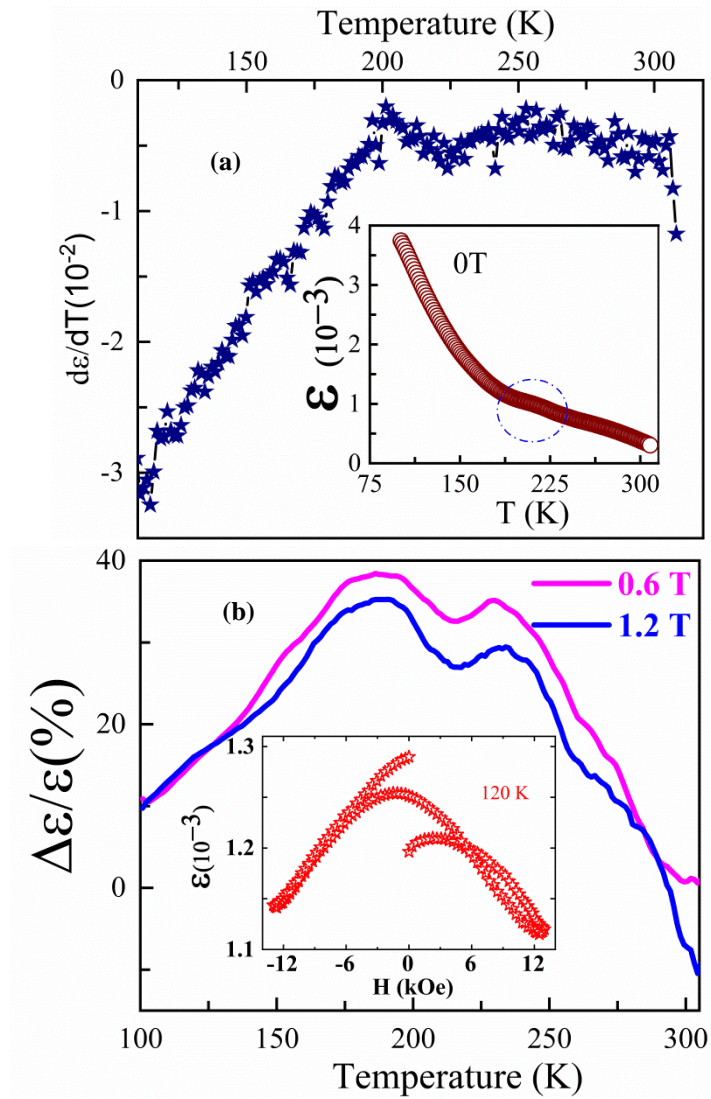 Temperature (K)
150 200 250 300
0
(a)
-1
-2
-3
dε/dT(10-2)
4
3
2
1
0
0T
ε (10-3)
75 150 225 300
T (K)
40
20
0
(b)
0.6 T
1.2 T
Δε/ε(%)
1.3
1.2
1.1
120 K
ε(10-3)
-12 -6 0 6 12
H (kOe)
100 150 200 250 300
Temperature (K)